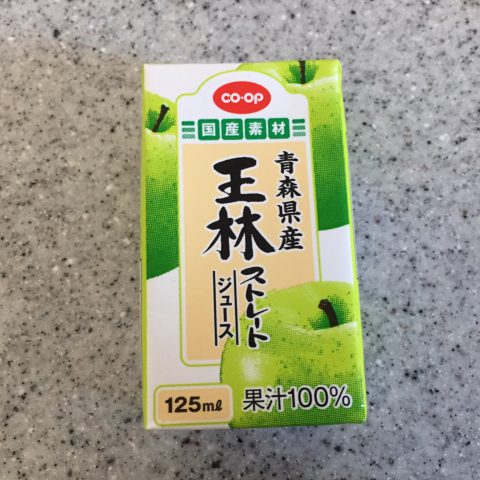 co·op
国産素材
青森県産
王林
ストレート
ジュース
125ml
果汁100%